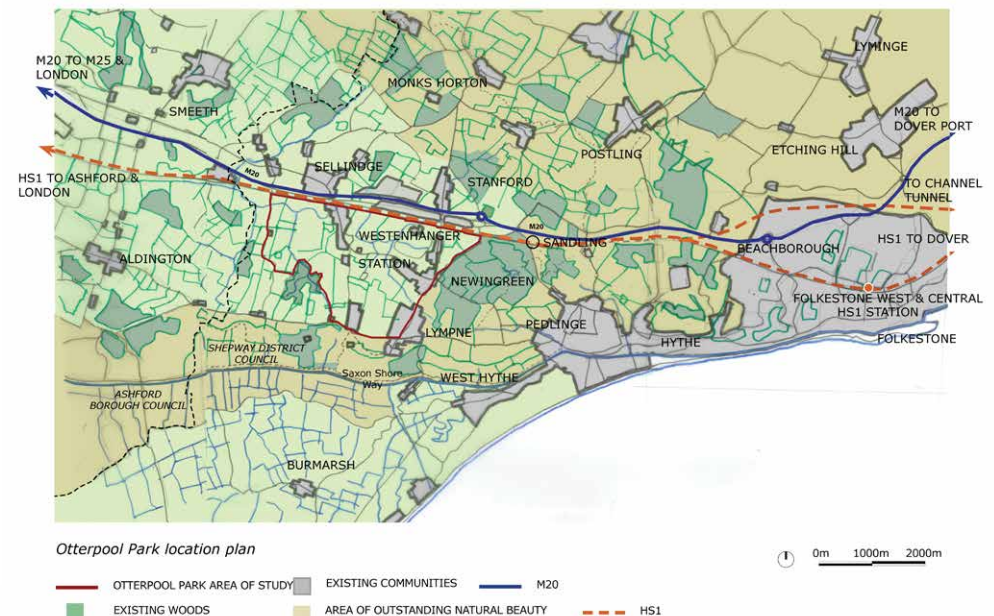 LYMINGE
M20 TO M25 &
LONDON
MONKS HORTON
SMEETH
M20 TO
DOVER PORT
ETCHING HILL
POSTLING
SELLINDGE
M20
HS1 TO ASHFORD &
LONDON
STANFORD
TO CHANNEL
TUNNEL
M20
WESTENHANGER
STATION
SANDLING
BEACHBOROUGH
HS1 TO DOVER
ALDINGTON
NEWINGREEN
FOLKESTONE WEST & CENTRAL
HS1 STATION
PEDLINGE
LYMPNE
HYTHE
FOLKESTONE
SHEPWAY DISTRICT
COUNCIL
Saxon Shore
Way
WEST HYTHE
ASHFORD
BOROUGH COUNCIL
BURMARSH
Otterpool Park location plan
0m 1000m 2000m
OTTERPOOL PARK AREA OF STUDY
EXISTING COMMUNITIES
M20
EXISTING WOODS
AREA OF OUTSTANDING NATURAL BEAUTY
HS1